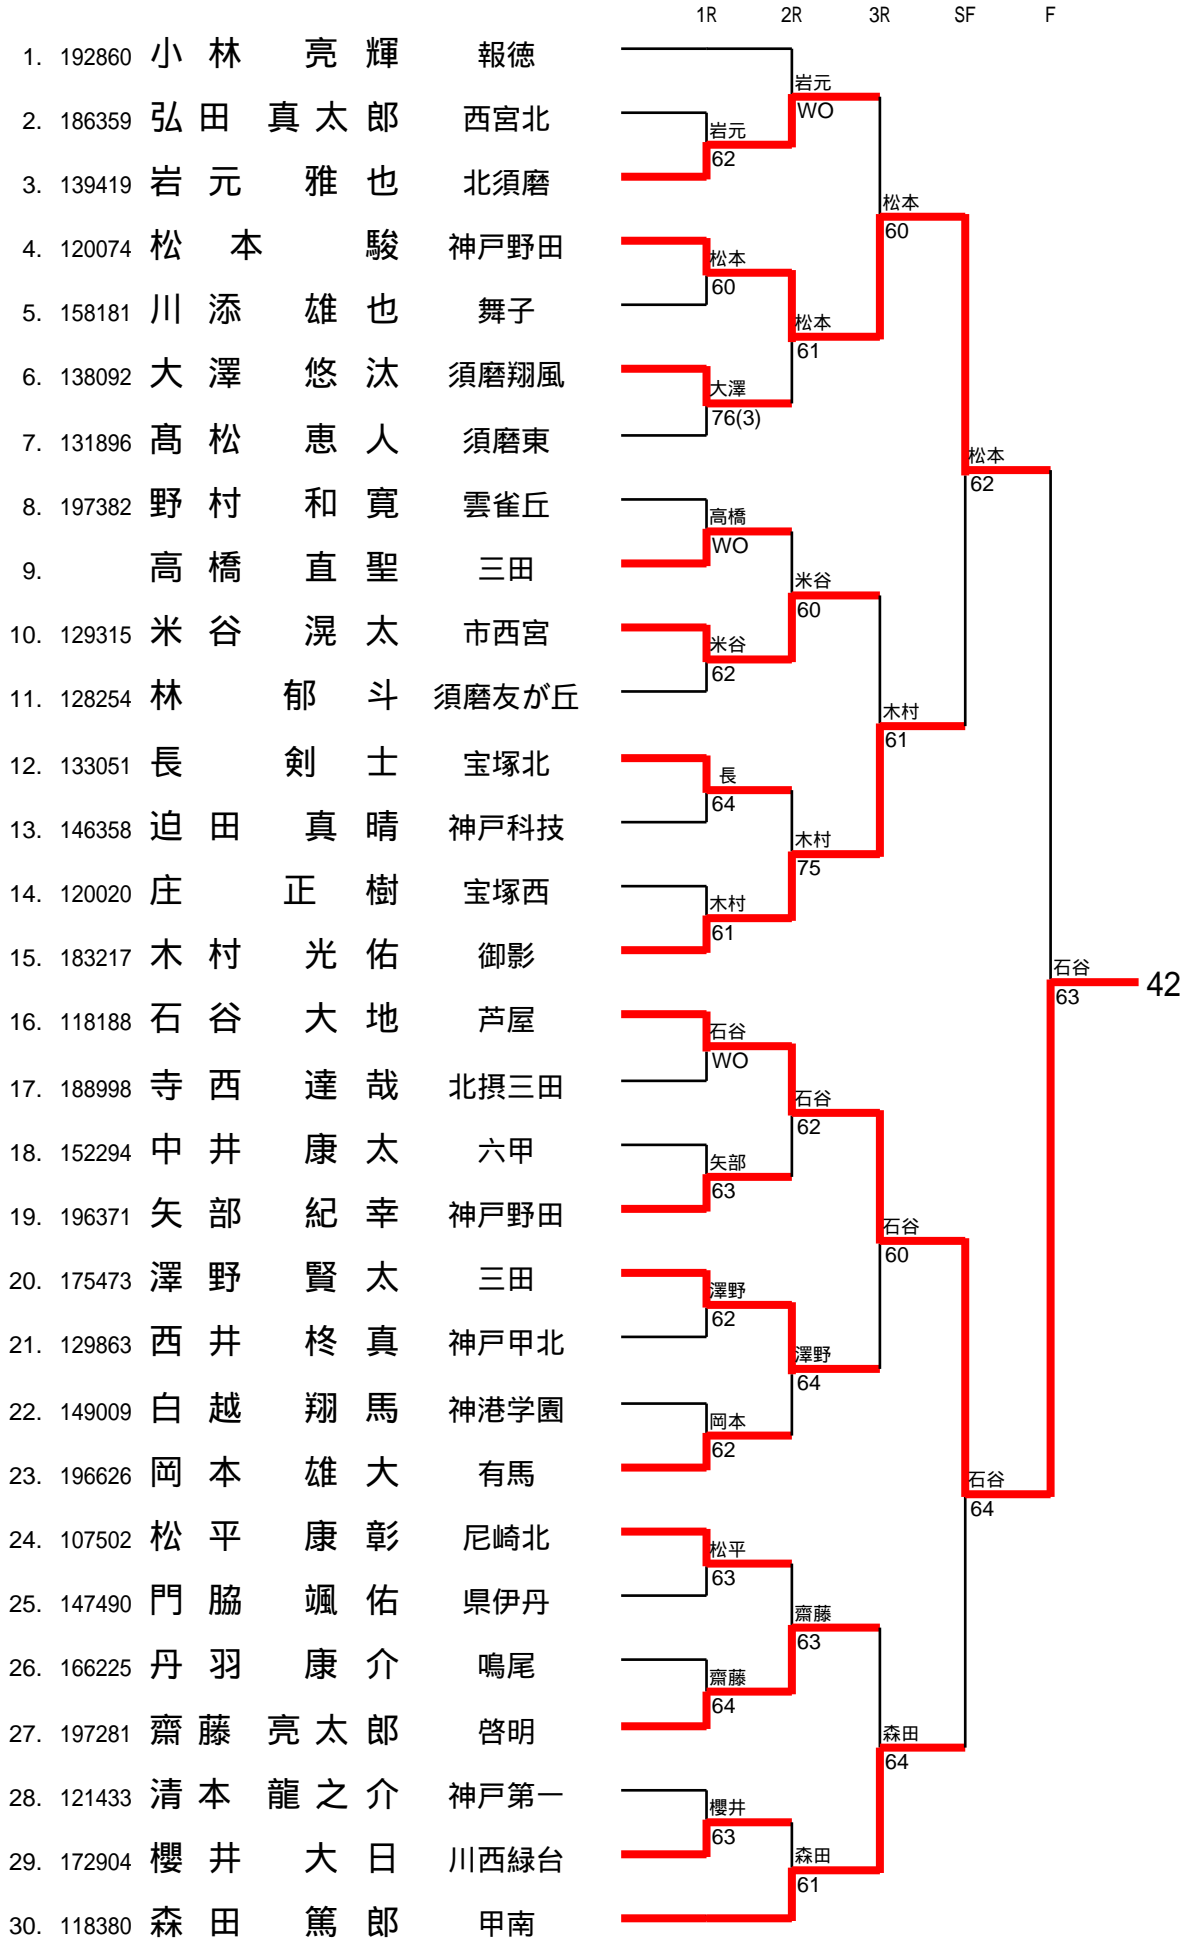 1R 2R 3R SF F
1. 192860 小林 亮輝 報徳
岩元
WO
2. 186359 弘田 真太郎 西宮北
岩元
62
3. 139419 岩元 雅也 北須磨
松本
60
4. 120074 松本 駿 神戸野田
松本
60
5. 158181 川添 雄也 舞子
松本
61
6. 138092 大澤 悠汰 須磨翔風
大澤
76(3)
7. 131896 髙松 恵人 須磨東
松本
62
8. 197382 野村 和寛 雲雀丘
高橋
WO
9. 高橋 直聖 三田
米谷
60
10. 129315 米谷 滉太 市西宮
米谷
62
11. 128254 林 郁斗 須磨友が丘
木村
61
12. 133051 長 剣士 宝塚北
長
64
13. 146358 迫田 真晴 神戸科技
木村
75
14. 120020 庄 正樹 宝塚西
木村
61
15. 183217 木村 光佑 御影
石谷
63
42
16. 118188 石谷 大地 芦屋
石谷
WO
17. 188998 寺西 達哉 北摂三田
石谷
62
18. 152294 中井 康太 六甲
矢部
63
19. 196371 矢部 紀幸 神戸野田
石谷
60
20. 175473 澤野 賢太 三田
澤野
62
21. 129863 西井 柊真 神戸甲北
澤野
64
22. 149009 白越 翔馬 神港学園
岡本
62
23. 196626 岡本 雄大 有馬
石谷
64
24. 107502 松平 康彰 尼崎北
松平
63
25. 147490 門脇 颯佑 県伊丹
齋藤
63
26. 166225 丹羽 康介 鳴尾
齋藤
64
27. 197281 齋藤 亮太郎 啓明
森田
64
28. 121433 清本 龍之介 神戸第一
櫻井
63
29. 172904 櫻井 大日 川西緑台
森田
61
30. 118380 森田 篤郎 甲南